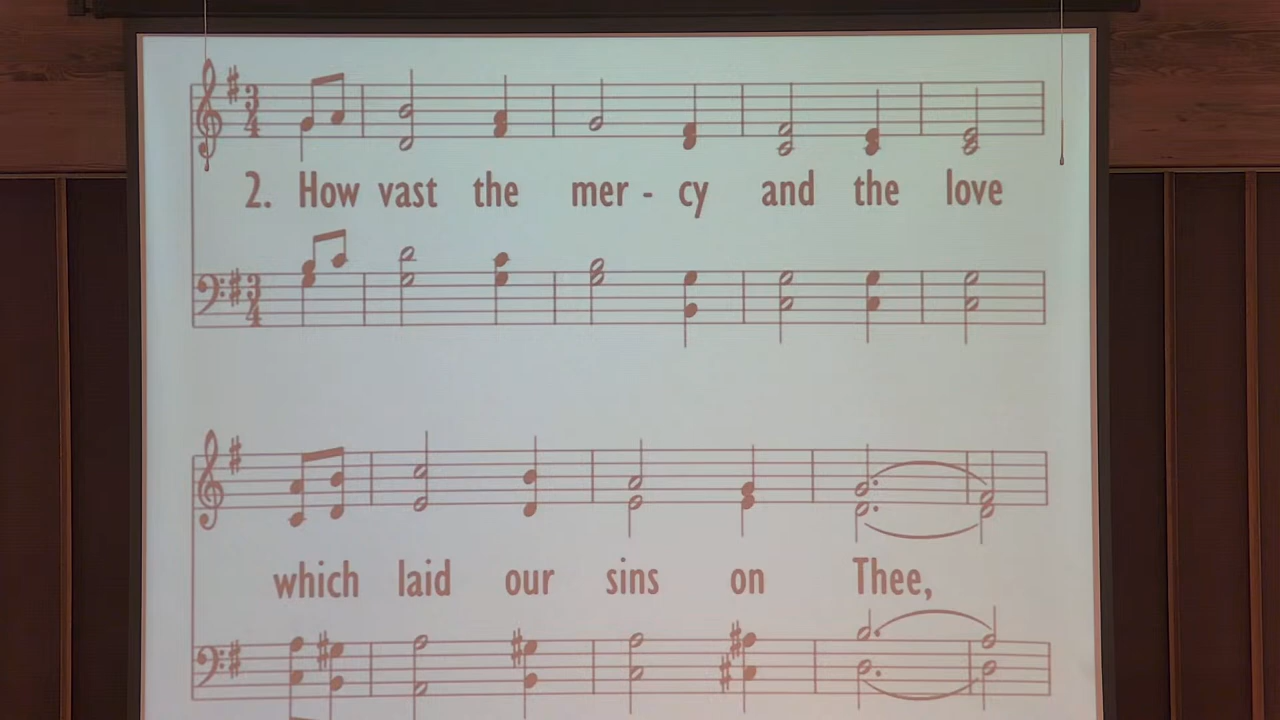 2. How vast the mer - cy and the love
which laid our sins on Thee,